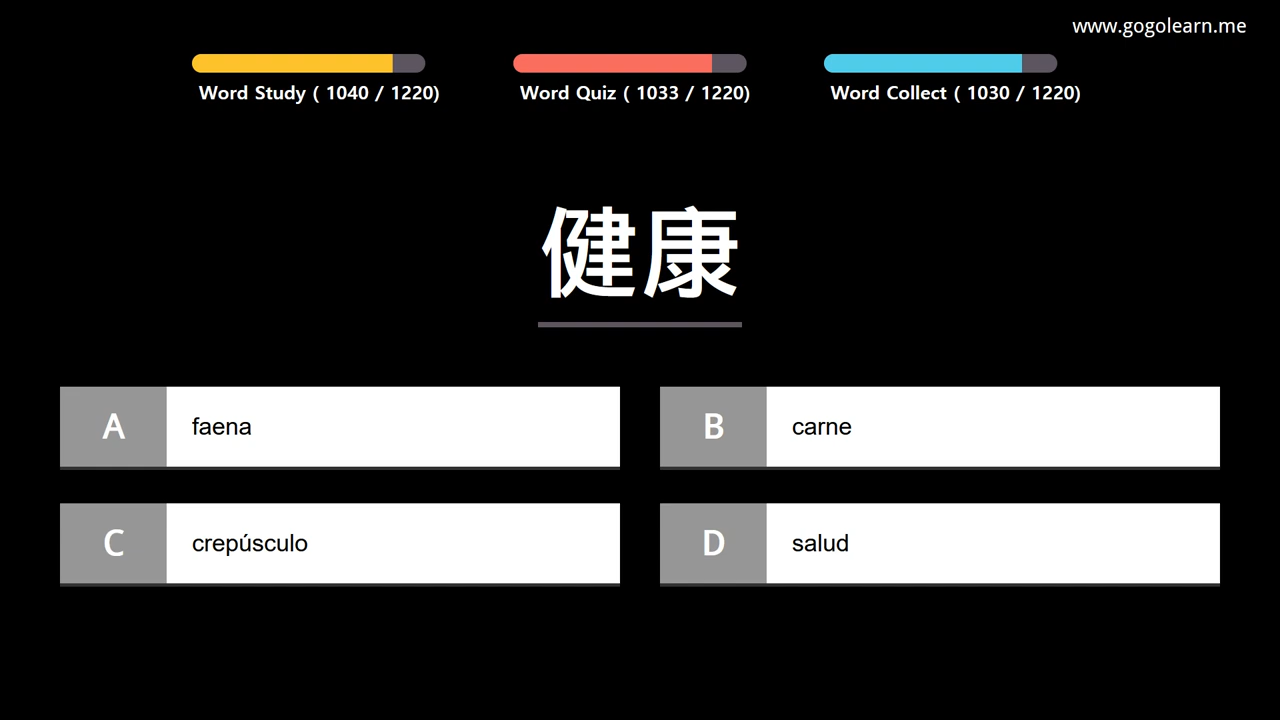 www.gogolearn.me
Word Study ( 1040 / 1220)
Word Quiz ( 1033 / 1220)
Word Collect ( 1030 / 1220)
健康
A faena
B carne
C crepúsculo
D salud